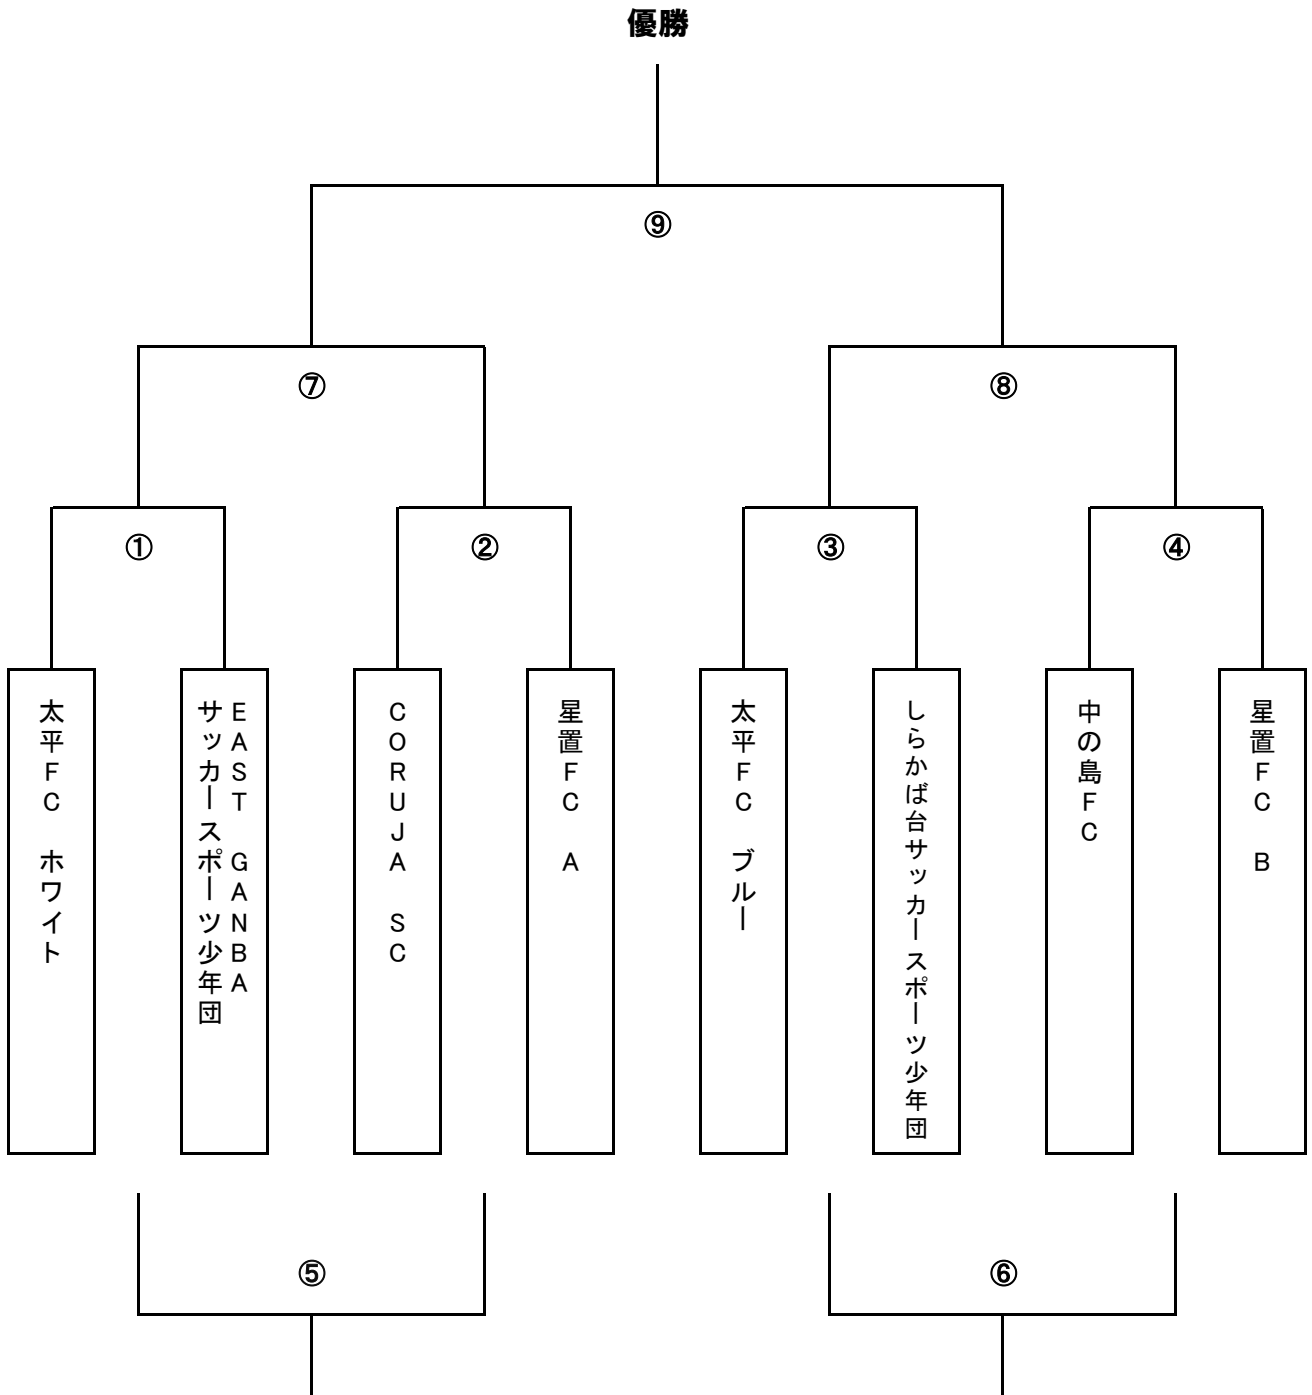 優勝
⑨
⑦
⑧
①
②
③
④
太平FC ホワイト
EAST GANBA
サッカースポーツ少年団
CORUJA SC
星置FC A
太平FC ブルー
しらかば台サッカースポーツ少年団
中の島FC
星置FC B
⑤
⑥